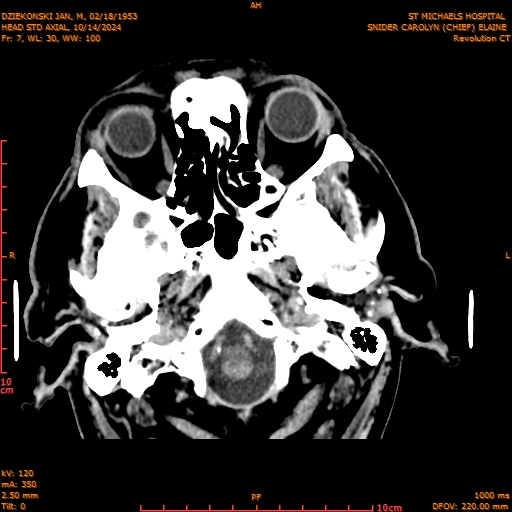 AH
DZIEKONSKI JAN, M, 02/18/1953
HEAD STD AXIAL, 10/14/2024
Fr: 7, WL: 30, WW: 100
ST MICHAELS HOSPITAL
SNIDER CAROLYN (CHIEF) ELAINE
Revolution CT
R
L
10
cm
kV: 120
mA: 350
2.50 mm
Tilt: 0
PF
10cm
1000 ms
DFOV: 220.00 mm